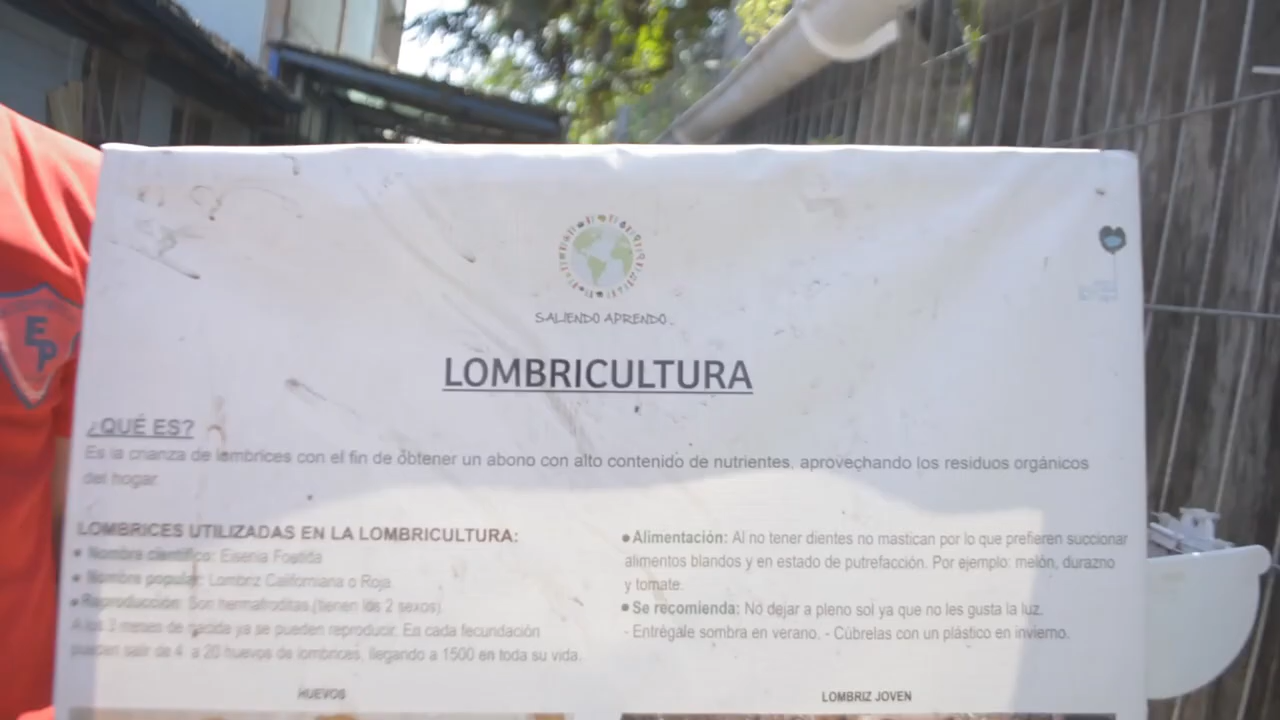 EP
SALIENDO APRENDO
LOMBRICULTURA
¿QUÉ ES?
Es la crianza de lombrices con el fin de obtener un abono con alto contenido de nutrientes, aprovechando los residuos orgánicos
del hogar.
LOMBRICES UTILIZADAS EN LA LOMBRICULTURA:
• Nombre científico: Eisenia Foetida
• Nombre popular: Lombriz Californiana o Roja.
• Reproducción: Son hermafroditas (tienen los 2 sexos).
A los 3 meses de nacida ya se pueden reproducir. En cada fecundación
pueden salir de 4 a 20 huevos de lombrices, llegando a 1500 en toda su vida.
HUEVOS
• Alimentación: Al no tener dientes no mastican por lo que prefieren succionar
alimentos blandos y en estado de putrefacción. Por ejemplo: melón, durazno
y tomate.
• Se recomienda: No dejar a pleno sol ya que no les gusta la luz.
- Entrégale sombra en verano. - Cúbrelas con un plástico en invierno.
LOMBRIZ JOVEN